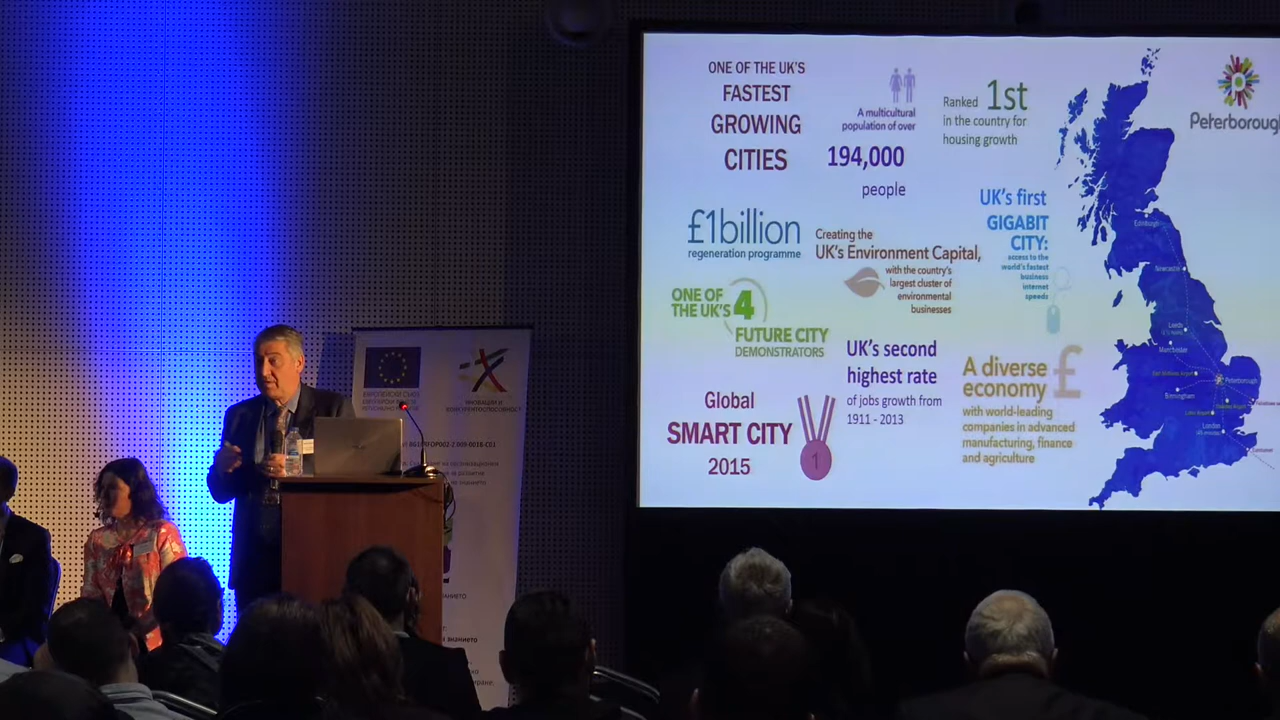 ONE OF THE UK'S
FASTEST
GROWING
CITIES
A multicultural
population of over
194,000
people
Ranked 1st
in the country for
housing growth
Peterborough
£1billion
regeneration programme
Creating the
UK's Environment Capital,
with the country's
largest cluster of
environmental
businesses
UK's first
GIGABIT
CITY:
access to the
world's fastest
business
internet
speeds
ONE OF
THE UK'S 4
FUTURE CITY
DEMONSTRATORS
UK's second
highest rate
of jobs growth from
1911 - 2013
A diverse £
economy
with world-leading
companies in advanced
manufacturing, finance
and agriculture
Global
SMART CITY
2015
1
Edinburgh
Newcastle
Leeds
Manchester
Peterborough
Birmingham
London
ЕВРОПЕЙСКИ СЪЮЗ
ИНОВАЦИИ И